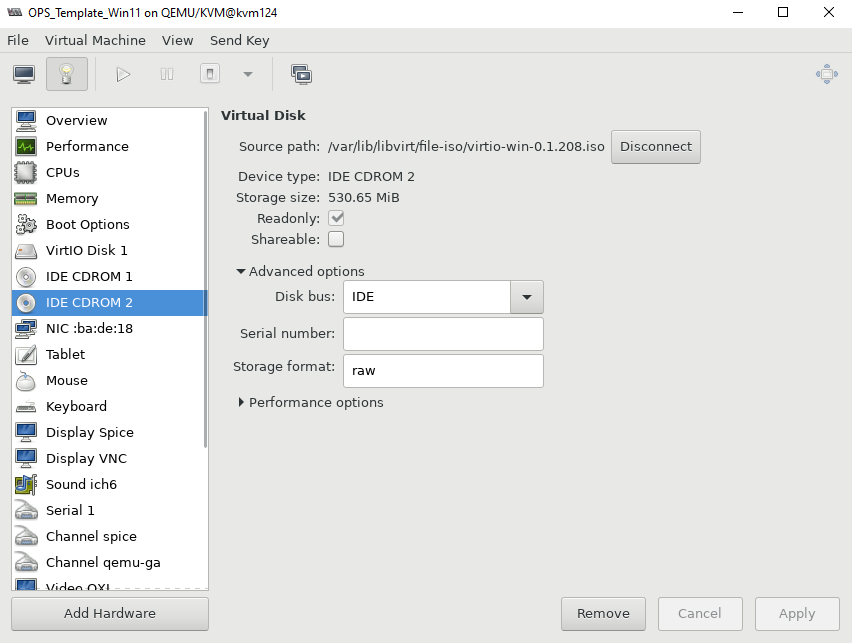 OPS_Template_Win11 on QEMU/KVM@kvm124
File Virtual Machine View Send Key
Overview
Performance
CPUs
Memory
Boot Options
VirtIO Disk 1
IDE CDROM 1
IDE CDROM 2
NIC :ba:de:18
Tablet
Mouse
Keyboard
Display Spice
Display VNC
Sound ich6
Serial 1
Channel spice
Channel qemu-ga
Video QXL
Add Hardware
Virtual Disk
Source path: /var/lib/libvirt/file-iso/virtio-win-0.1.208.iso Disconnect
Device type: IDE CDROM 2
Storage size: 530.65 MiB
Readonly:
Shareable:
Advanced options
Disk bus: IDE
Serial number:
Storage format: raw
Performance options
Remove Cancel Apply